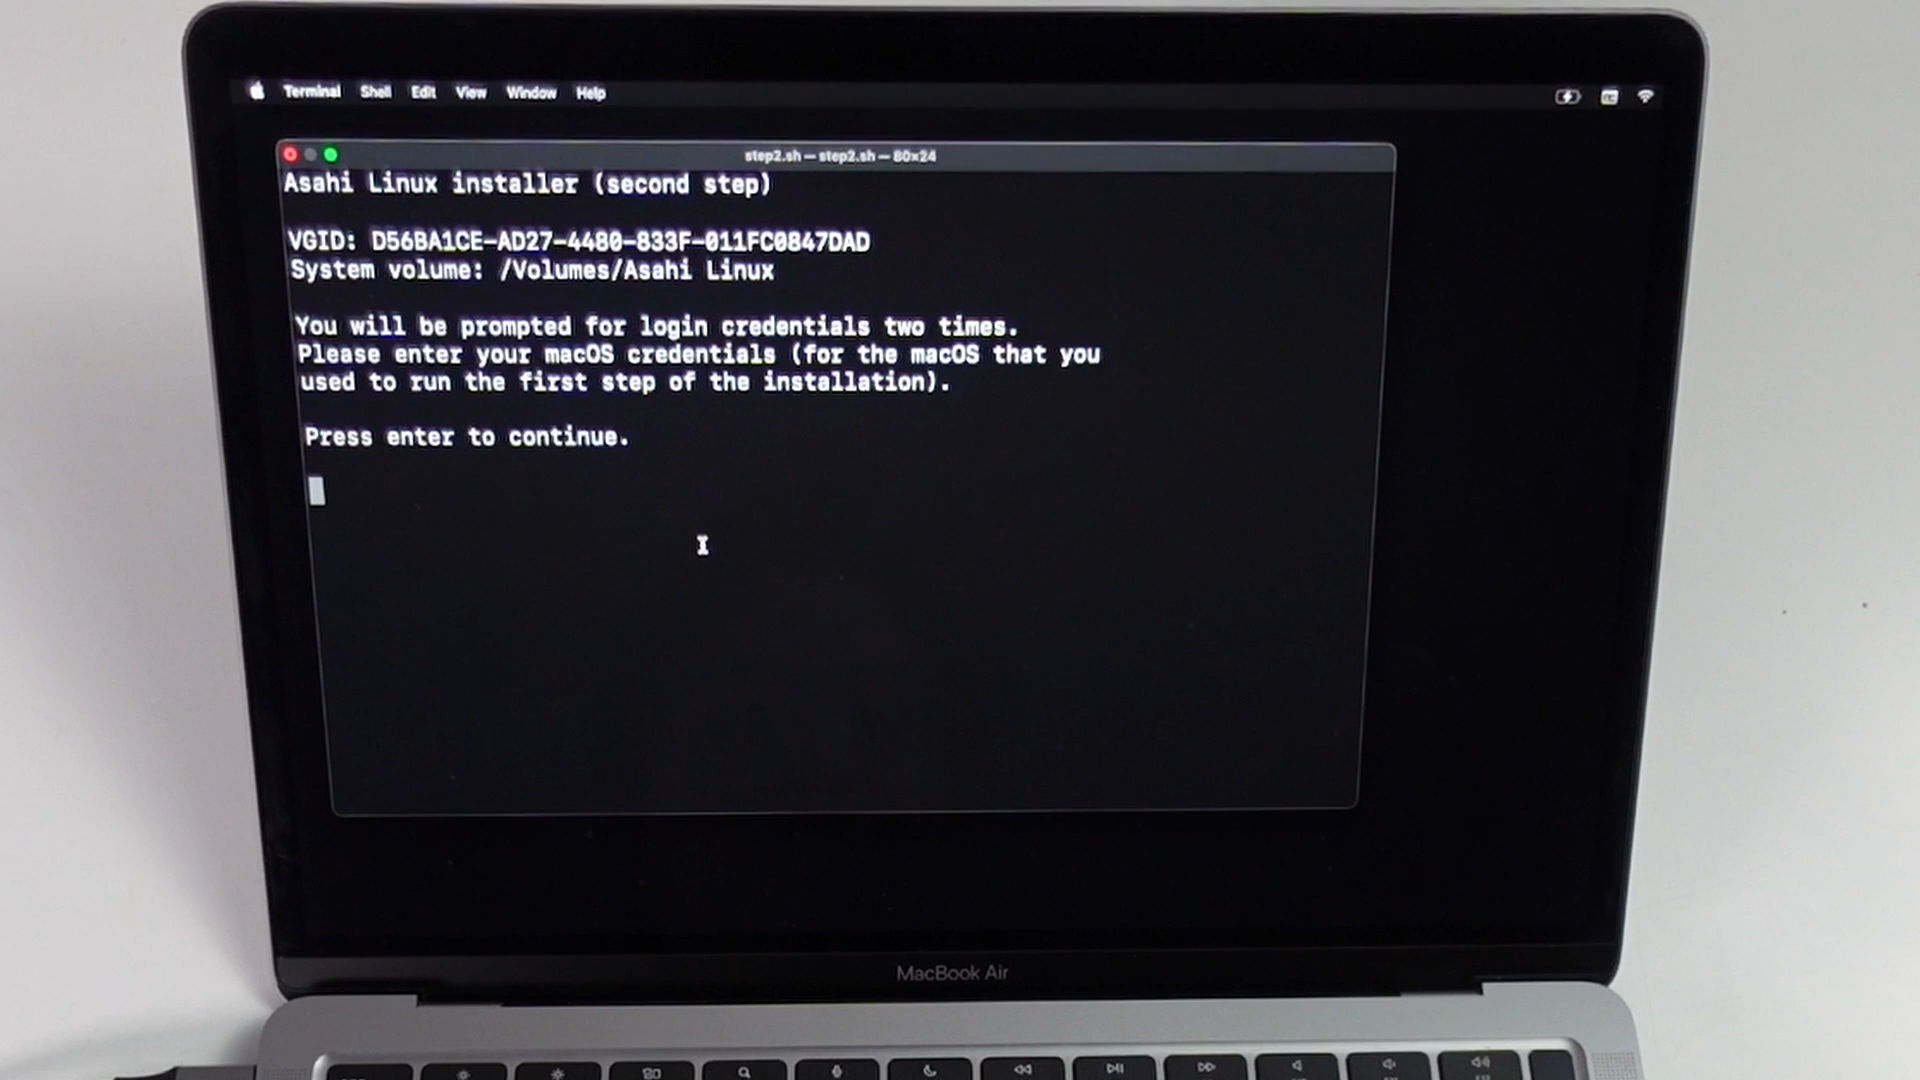 Terminal Shell Edit View Window Help
step2.sh — step2.sh — 80×24
Asahi Linux installer (second step)
VGID: D56BA1CE-AD27-4480-833F-011FC0847DAD
System volume: /Volumes/Asahi Linux
You will be prompted for login credentials two times.
Please enter your macOS credentials (for the macOS that you
used to run the first step of the installation).
Press enter to continue.
MacBook Air